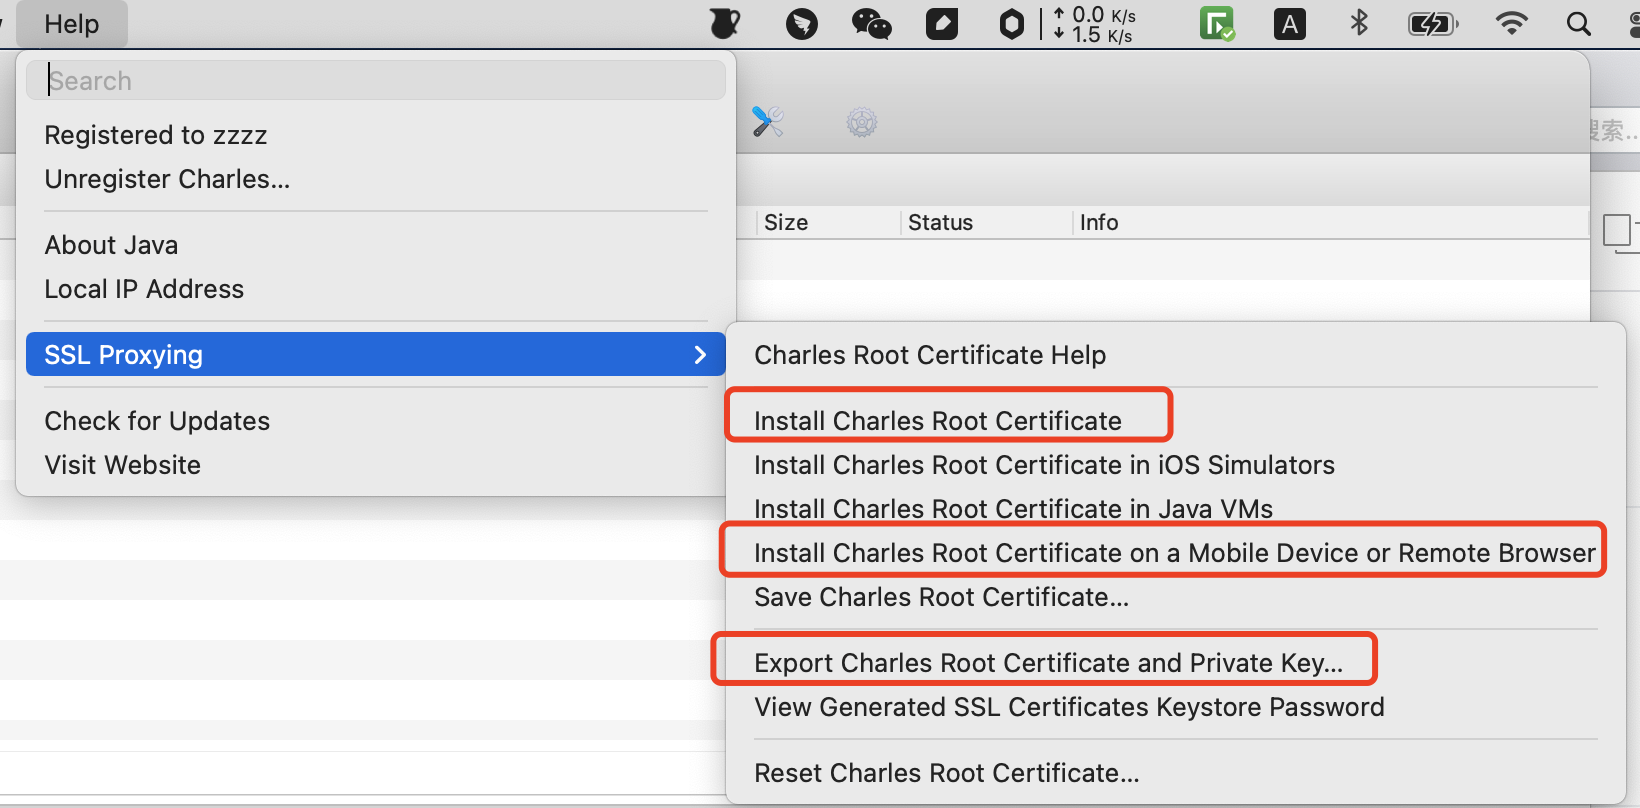 Help
0.0 K/s
1.5 K/s
A
Search
Registered to zzzz
Unregister Charles...
About Java
Local IP Address
SSL Proxying
Check for Updates
Visit Website
搜索...
Size
Status
Info
Charles Root Certificate Help
Install Charles Root Certificate
Install Charles Root Certificate in iOS Simulators
Install Charles Root Certificate in Java VMs
Install Charles Root Certificate on a Mobile Device or Remote Browser
Save Charles Root Certificate...
Export Charles Root Certificate and Private Key...
View Generated SSL Certificates Keystore Password
Reset Charles Root Certificate...